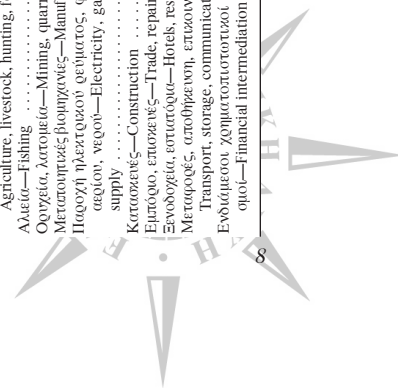 Agriculture, livestock, hunting, f
Αλιεία—Fishing ..........
Ορυχεία, λατομεία—Mining, quarr
Μεταποιητικές βιομηχανίες—Manuf
Παροχή ηλεκτρικού ρεύματος, φ
αερίου, νερού—Electricity, ga
supply ..........
Κατασκευές—Construction ......
Εμπόριο, επισκευές—Trade, repair
Ξενοδοχεία, εστιατόρια—Hotels, res
Μεταφορές, αποθήκευση, επικοινω
Transport, storage, communicat
Ενδιάμεσοι χρηματοπιστωτικοί
σμοί—Financial intermediation
8